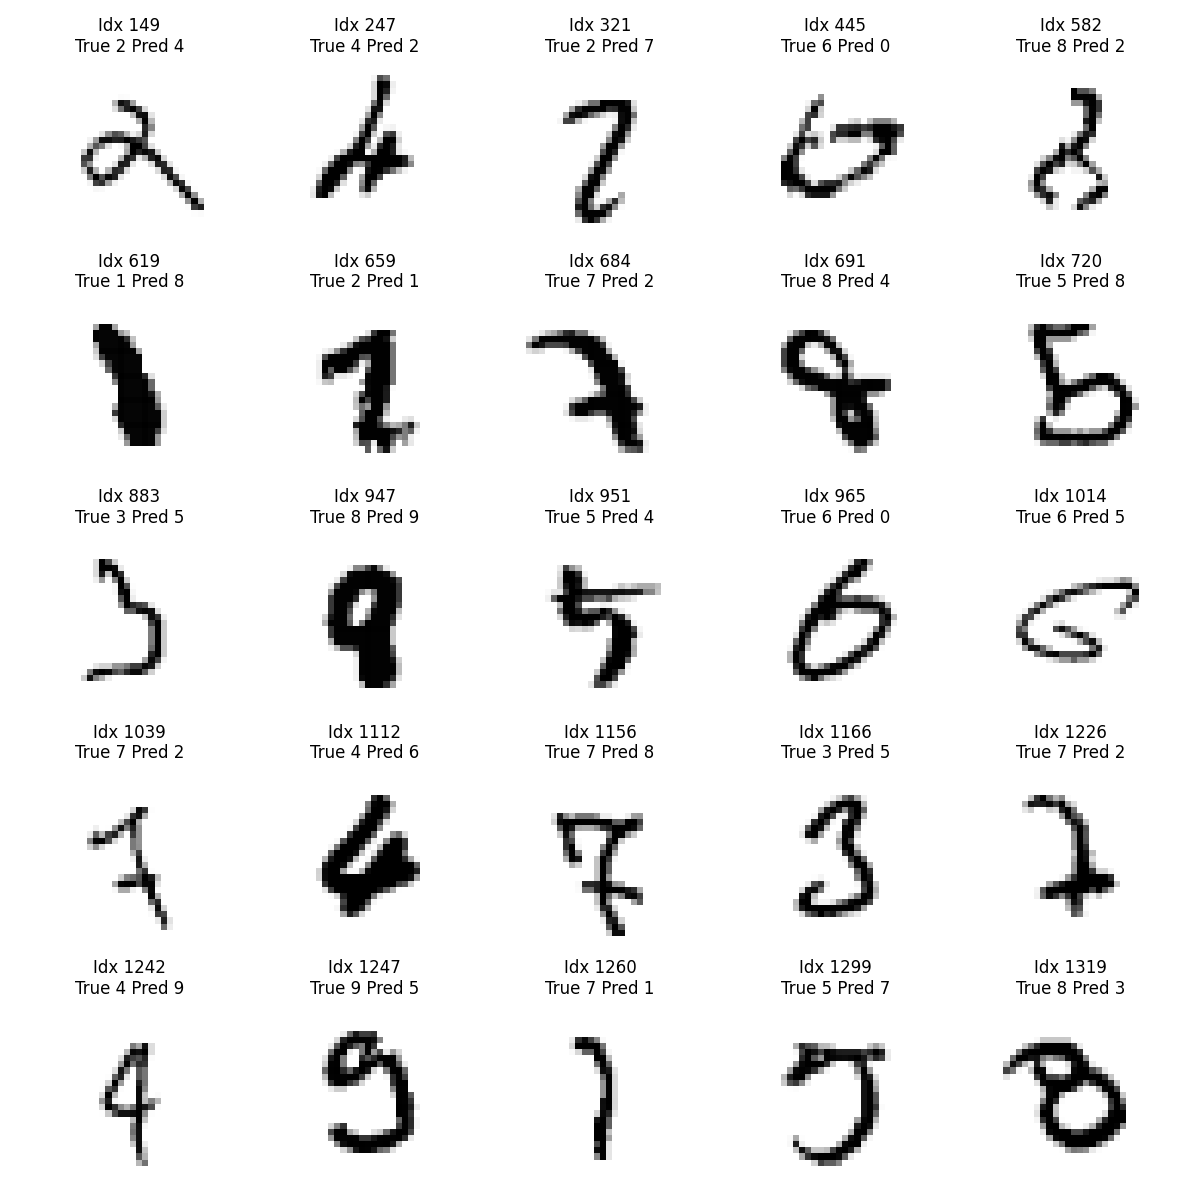 Idx 149
True 2 Pred 4
Idx 247
True 4 Pred 2
Idx 321
True 2 Pred 7
Idx 445
True 6 Pred 0
Idx 582
True 8 Pred 2
Idx 619
True 1 Pred 8
Idx 659
True 2 Pred 1
Idx 684
True 7 Pred 2
Idx 691
True 8 Pred 4
Idx 720
True 5 Pred 8
Idx 883
True 3 Pred 5
Idx 947
True 8 Pred 9
Idx 951
True 5 Pred 4
Idx 965
True 6 Pred 0
Idx 1014
True 6 Pred 5
Idx 1039
True 7 Pred 2
Idx 1112
True 4 Pred 6
Idx 1156
True 7 Pred 8
Idx 1166
True 3 Pred 5
Idx 1226
True 7 Pred 2
Idx 1242
True 4 Pred 9
Idx 1247
True 9 Pred 5
Idx 1260
True 7 Pred 1
Idx 1299
True 5 Pred 7
Idx 1319
True 8 Pred 3